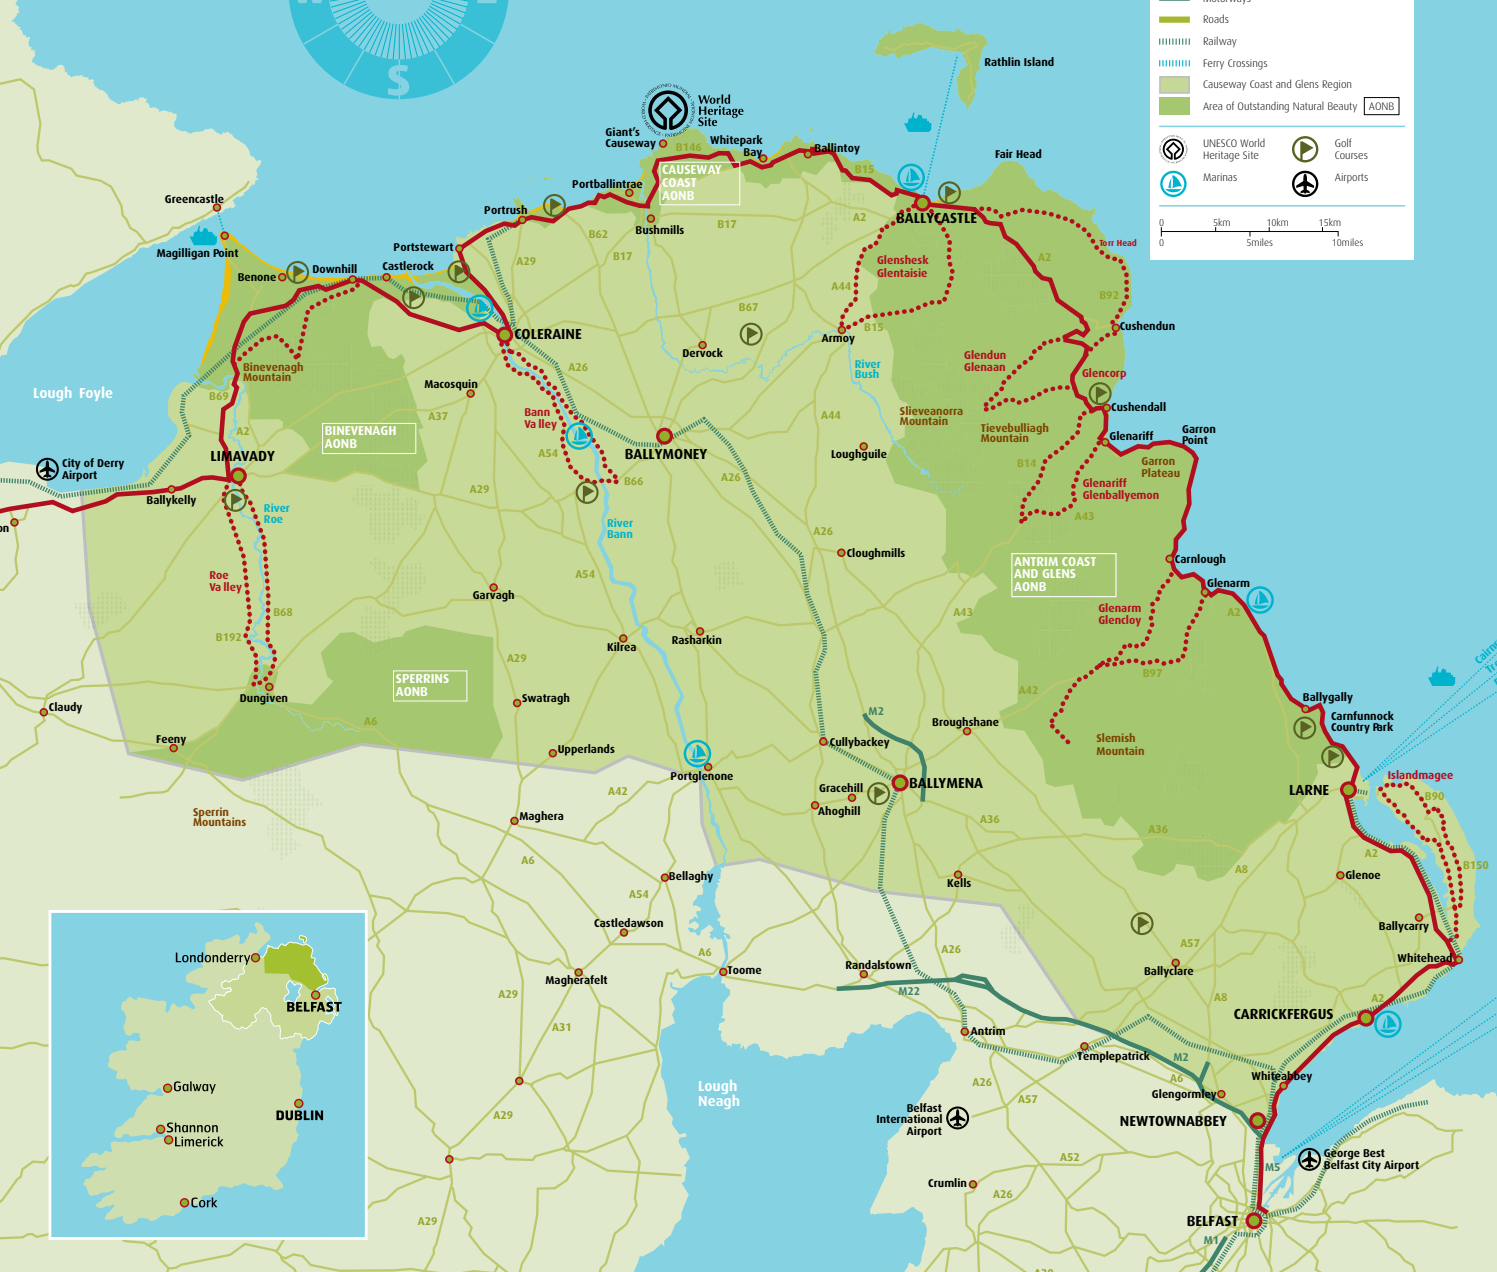 S
Motorways
Roads
Railway
Ferry Crossings
Causeway Coast and Glens Region
Area of Outstanding Natural Beauty
AONB
UNESCO World
Heritage Site
Golf
Courses
Marinas
Airports
0
5km
10km
15km
0
5miles
10miles
Rathlin Island
World
Heritage
Site
Giant's
Causeway
B146
Whitepark
Bay
Ballintoy
B15
Fair Head
CAUSEWAY
COAST
AONB
Portballintrae
Portrush
Bushmills
B17
B62
B17
A2
BALLYCASTLE
Greencastle
Magilligan Point
Portstewart
Benone
Downhill
Castlerock
A29
Glenshesk
Glentaisie
A2
Torr Head
A44
B92
B67
Armoy
B15
Cushendun
COLERAINE
Dervock
River
Bush
Glendun
Glenaan
Glencorp
A26
Binevenagh
Mountain
Macosquin
Lough Foyle
B69
A37
Bann
Va lley
A44
Slieveanorra
Mountain
Cushendall
Tievebulliagh
Mountain
Glenariff
Garron
Point
A2
BINEVENAGH
AONB
LIMAVADY
BALLYMONEY
Loughguile
A54
B14
Garron
Plateau
City of Derry
Airport
A26
B66
A29
Glenariff
Glenballyemon
Ballykelly
River
Roe
River
Bann
A43
on
A26
Cloughmills
ANTRIM COAST
AND GLENS
AONB
Carnlough
Roe
Va lley
A54
Garvagh
Glenarm
Glenarm
Glencloy
A2
B68
A43
B192
Kilrea
Rasharkin
A29
B97
SPERRINS
AONB
A42
Dungiven
Swatragh
Ballygally
Claudy
M2
A6
Broughshane
Carnfunnock
Country Park
Feeny
Slemish
Mountain
Cullybackey
Upperlands
Portglenone
BALLYMENA
Islandmagee
Gracehill
LARNE
B90
A42
Ahoghill
Sperrin
Mountains
Maghera
A36
A36
A6
A2
B150
A8
Bellaghy
Kells
Glenoe
A54
Castledawson
Ballycarry
A57
A6
A26
Whitehead
Randalstown
Ballyclare
Toome
Magherafelt
M22
A29
A8
A2
CARRICKFERGUS
A31
Antrim
Templepatrick
M2
A6
Whiteabbey
Lough
Neagh
A26
Glengormley
A57
A29
Belfast
International
Airport
NEWTOWNABBEY
A52
George Best
Belfast City Airport
M5
Crumlin
A26
A29
BELFAST
M1
Londonderry
BELFAST
Galway
DUBLIN
Shannon
Limerick
Cork